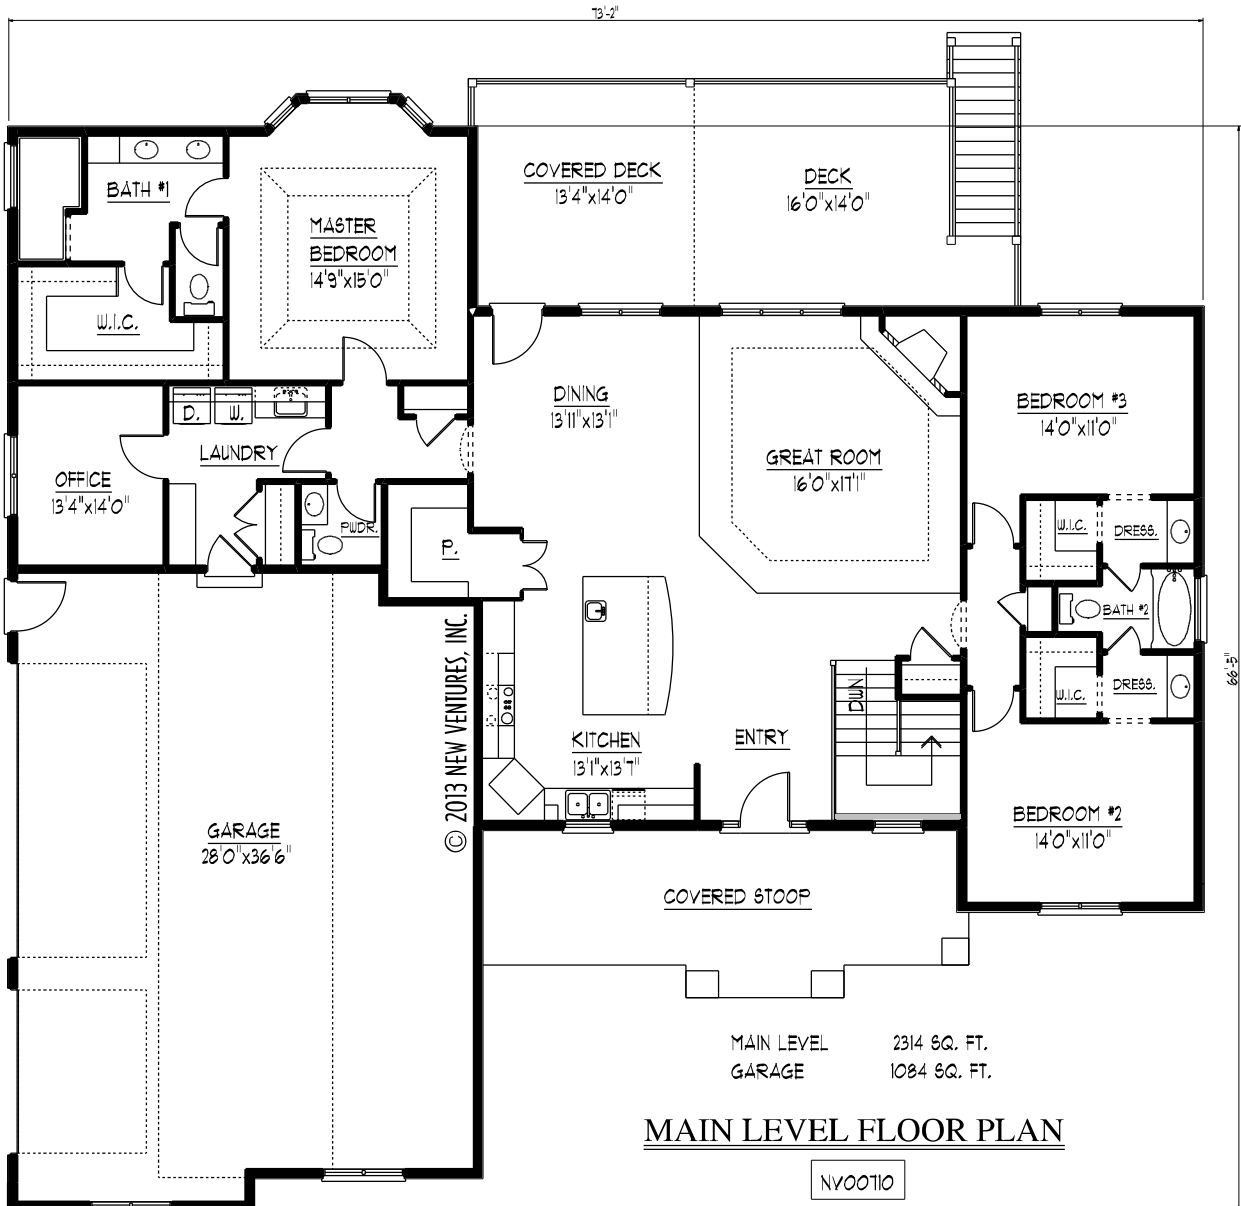 73'-2"
COVERED DECK
13'4"x14'0"
DECK
16'0"x14'0"
BATH #1
MASTER
BEDROOM
14'9"x15'0"
W.I.C.
DINING
13'11"x13'1"
BEDROOM #3
14'0"x11'0"
D.
W.
LAUNDRY
GREAT ROOM
16'0"x17'1"
OFFICE
13'4"x14'0"
PWDR.
P.
W.I.C.
DRESS.
BATH #2
W.I.C.
DRESS.
66'-5"
© 2013 NEW VENTURES, INC.
DWN
KITCHEN
13'1"x13'7"
ENTRY
BEDROOM #2
14'0"x11'0"
GARAGE
28'0"x36'6"
COVERED STOOP
MAIN LEVEL 2314 SQ. FT.
GARAGE 1084 SQ. FT.
MAIN LEVEL FLOOR PLAN
NV00710